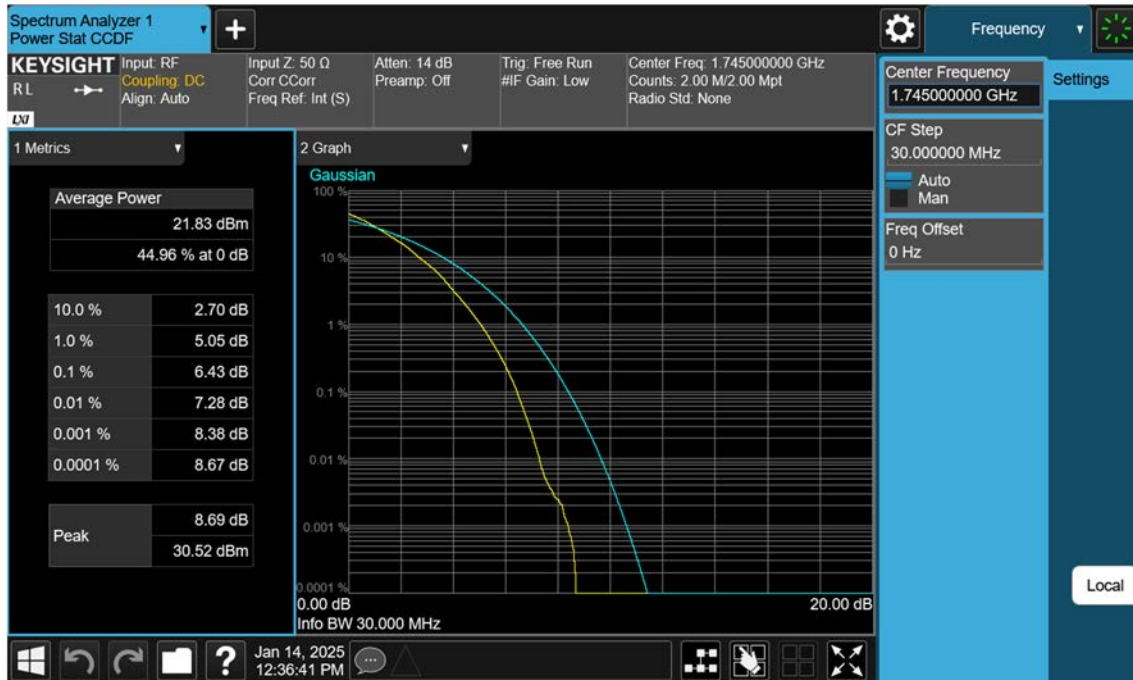 Spectrum Analyzer 1
Power Stat CCDF
Frequency
KEYSIGHT
RL
LXI
Input: RF
Coupling: DC
Align: Auto
Input Z: 50 Ω
Corr CCorr
Freq Ref: Int (S)
Atten: 14 dB
Preamp: Off
Trig: Free Run
#IF Gain: Low
Center Freq: 1.745000000 GHz
Counts: 2.00 M/2.00 Mpt
Radio Std: None
Center Frequency
1.745000000 GHz
Settings
CF Step
30.000000 MHz
Auto
Man
Freq Offset
0 Hz
Local
1 Metrics
Average Power
21.83 dBm
44.96 % at 0 dB
10.0 % 2.70 dB
1.0 % 5.05 dB
0.1 % 6.43 dB
0.01 % 7.28 dB
0.001 % 8.38 dB
0.0001 % 8.67 dB
Peak
8.69 dB
30.52 dBm
2 Graph
Gaussian
100 %
10 %
1 %
0.1 %
0.01 %
0.001 %
0.0001 %
0.00 dB 20.00 dB
Info BW 30.000 MHz
?
Jan 14, 2025
12:36:41 PM